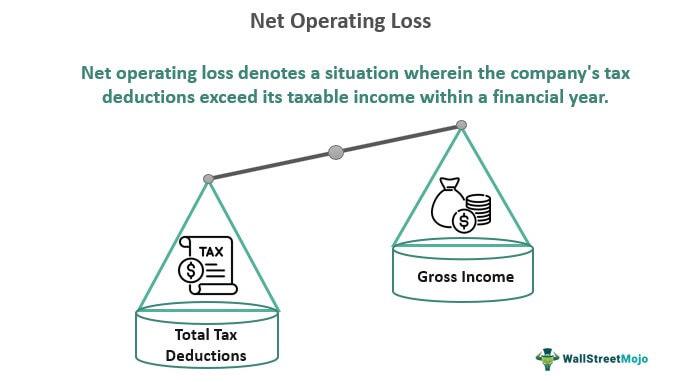 Net Operating Loss
Net operating loss denotes a situation wherein the company's tax
deductions exceed its taxable income within a financial year.
TAX
$
$
Gross Income
Total Tax
Deductions
WallStreetMojo